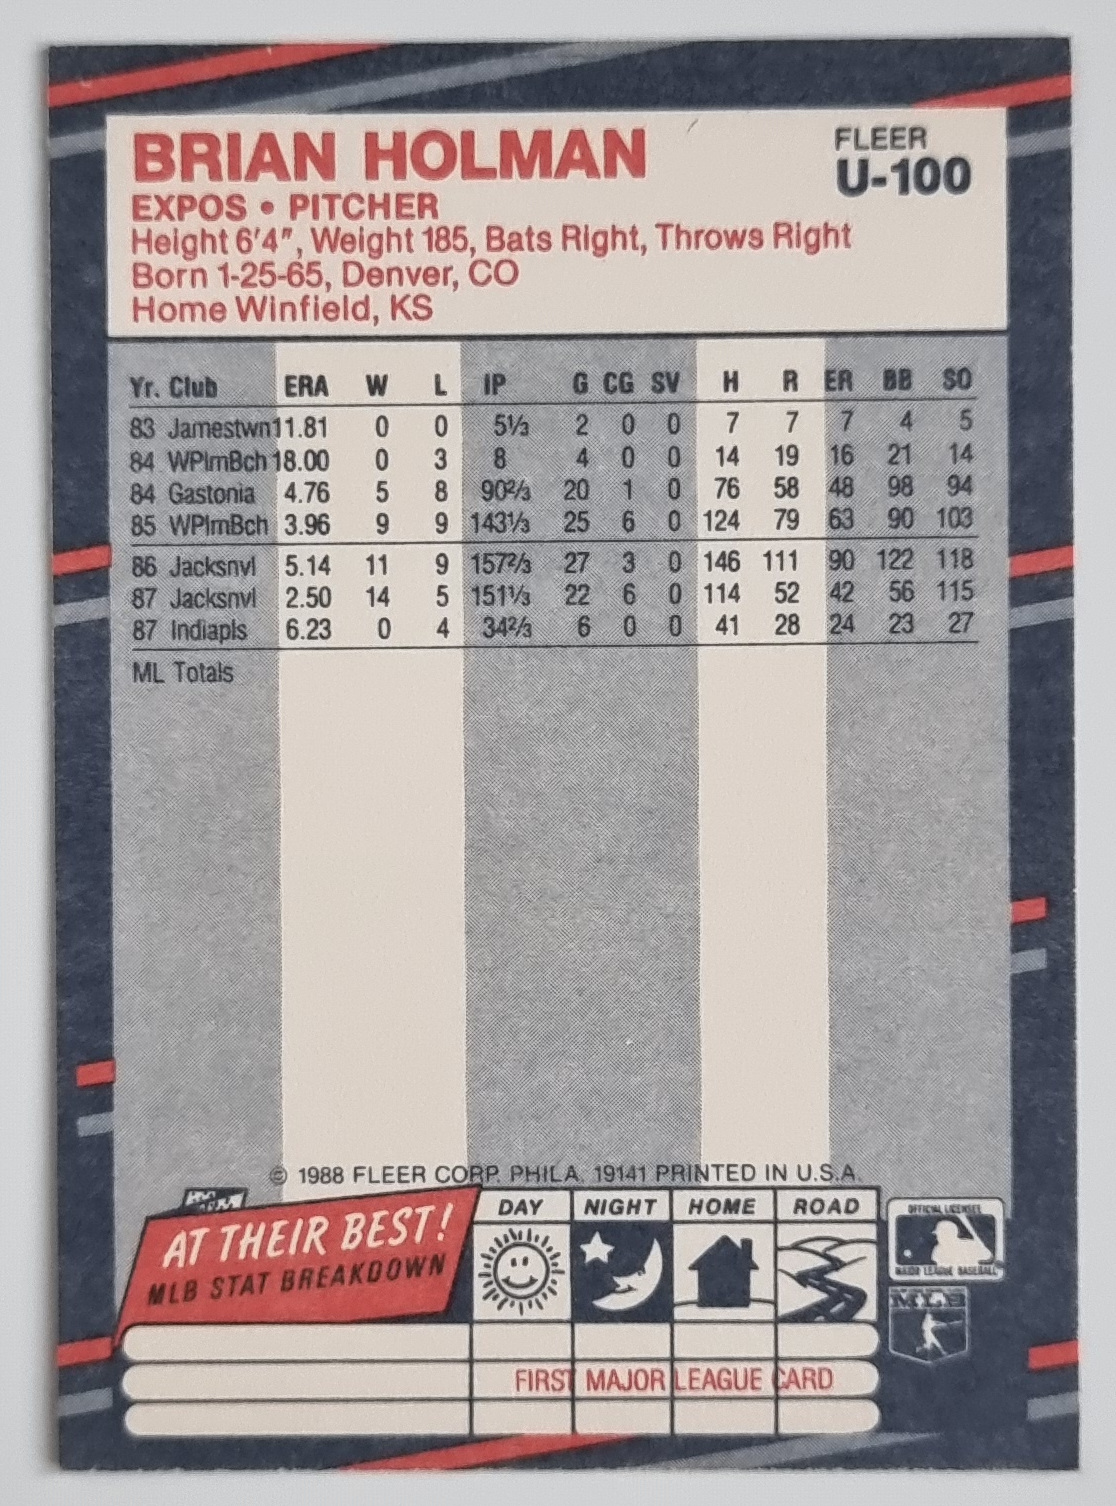 BRIAN HOLMAN
FLEER
U-100
EXPOS • PITCHER
Height 6'4", Weight 185, Bats Right, Throws Right
Born 1-25-65, Denver, CO
Home Winfield, KS
Yr. Club ERA W L IP G CG SV H R ER BB SO
83 Jamestwn 11.81 0 0 5⅓ 2 0 0 7 7 7 4 5
84 WPlmBch 18.00 0 3 8 4 0 0 14 19 16 21 14
84 Gastonia 4.76 5 8 90⅔ 20 1 0 76 58 48 98 94
85 WPlmBch 3.96 9 9 143⅓ 25 6 0 124 79 63 90 103
86 Jacksnvl 5.14 11 9 157⅔ 27 3 0 146 111 90 122 118
87 Jacksnvl 2.50 14 5 151⅓ 22 6 0 114 52 42 56 115
87 Indiapls 6.23 0 4 34⅔ 6 0 0 41 28 24 23 27
ML Totals
© 1988 FLEER CORP. PHILA. 19141 PRINTED IN U.S.A.
AT THEIR BEST!
MLB STAT BREAKDOWN
DAY NIGHT HOME ROAD
OFFICIAL LICENSEE
MAJOR LEAGUE BASEBALL
MLB
FIRST MAJOR LEAGUE CARD